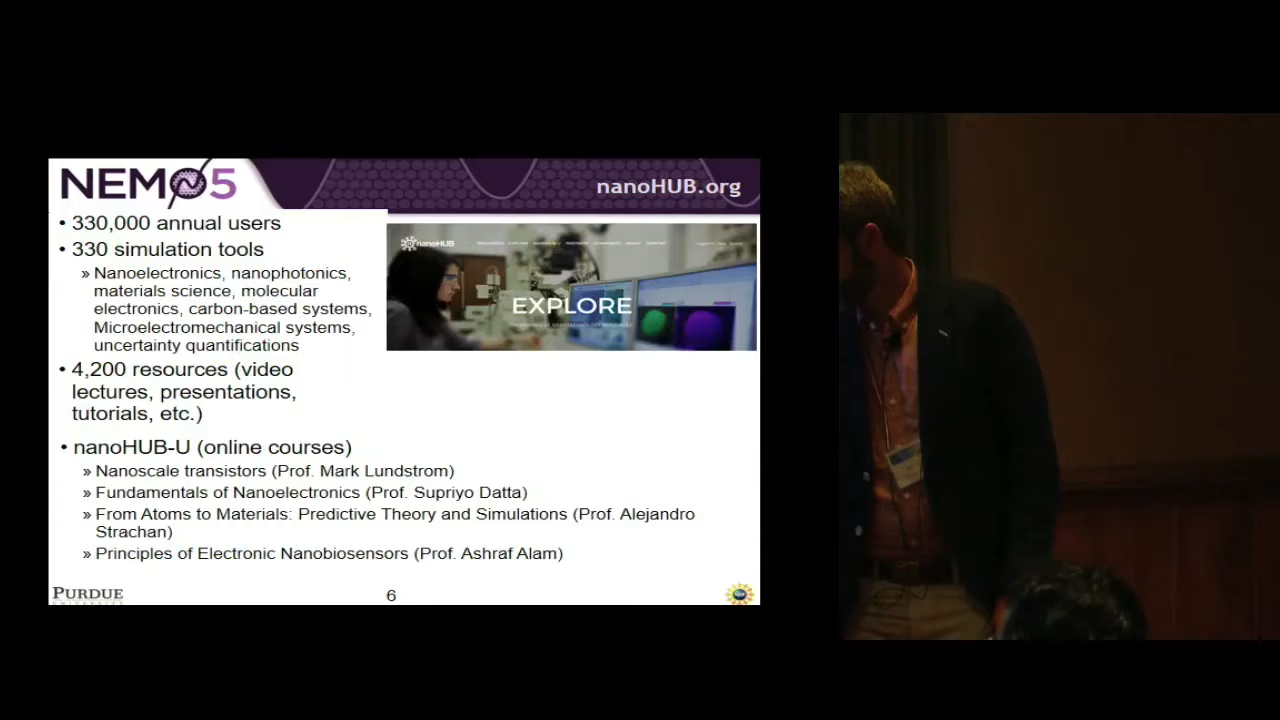 NEMO5
nanoHUB.org
• 330,000 annual users
• 330 simulation tools
» Nanoelectronics, nanophotonics,
materials science, molecular
electronics, carbon-based systems,
Microelectromechanical systems,
uncertainty quantifications
• 4,200 resources (video
lectures, presentations,
tutorials, etc.)
nanoHUB
EXPLORE
• nanoHUB-U (online courses)
» Nanoscale transistors (Prof. Mark Lundstrom)
» Fundamentals of Nanoelectronics (Prof. Supriyo Datta)
» From Atoms to Materials: Predictive Theory and Simulations (Prof. Alejandro
Strachan)
» Principles of Electronic Nanobiosensors (Prof. Ashraf Alam)
PURDUE
UNIVERSITY
6